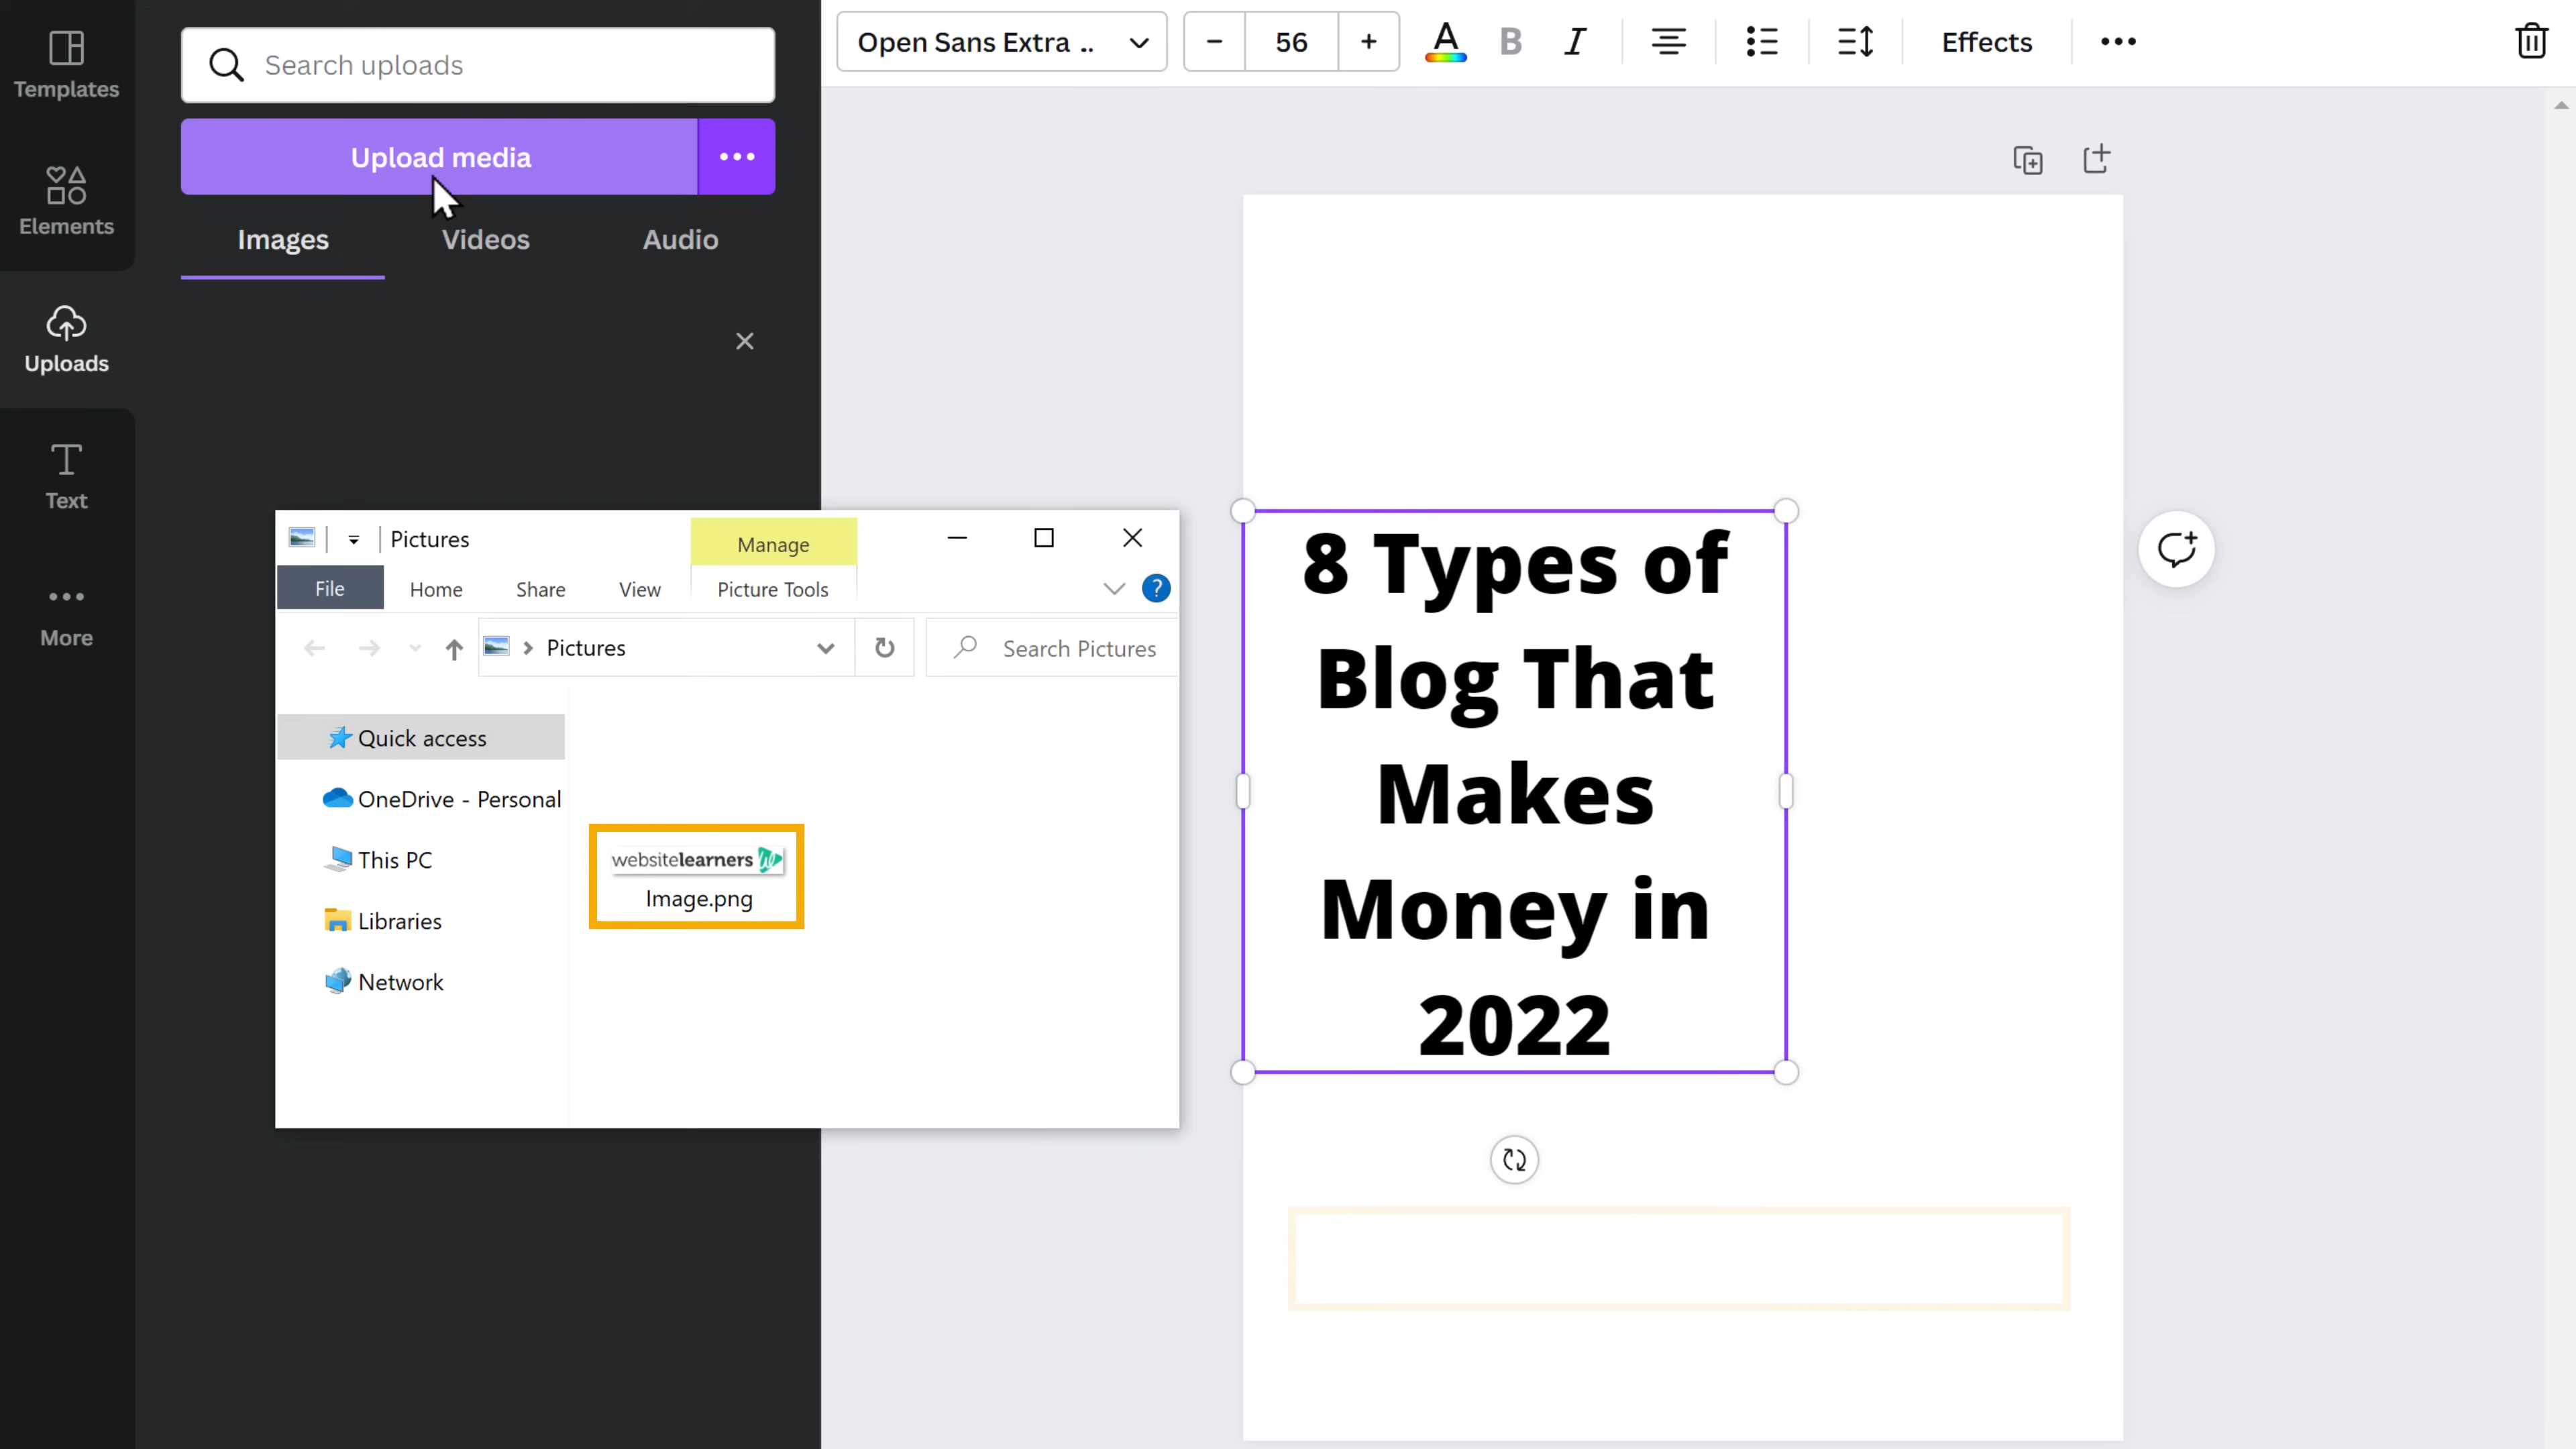 Templates
Elements
Uploads
Text
More
Search uploads
Upload media
Images
Videos
Audio
Open Sans Extra ..
56
A
B
I
Effects
Pictures
Manage
File
Home
Share
View
Picture Tools
?
Pictures
Search Pictures
Quick access
OneDrive - Personal
This PC
Libraries
Network
websitelearners
Image.png
8 Types of
Blog That
Makes
Money in
2022